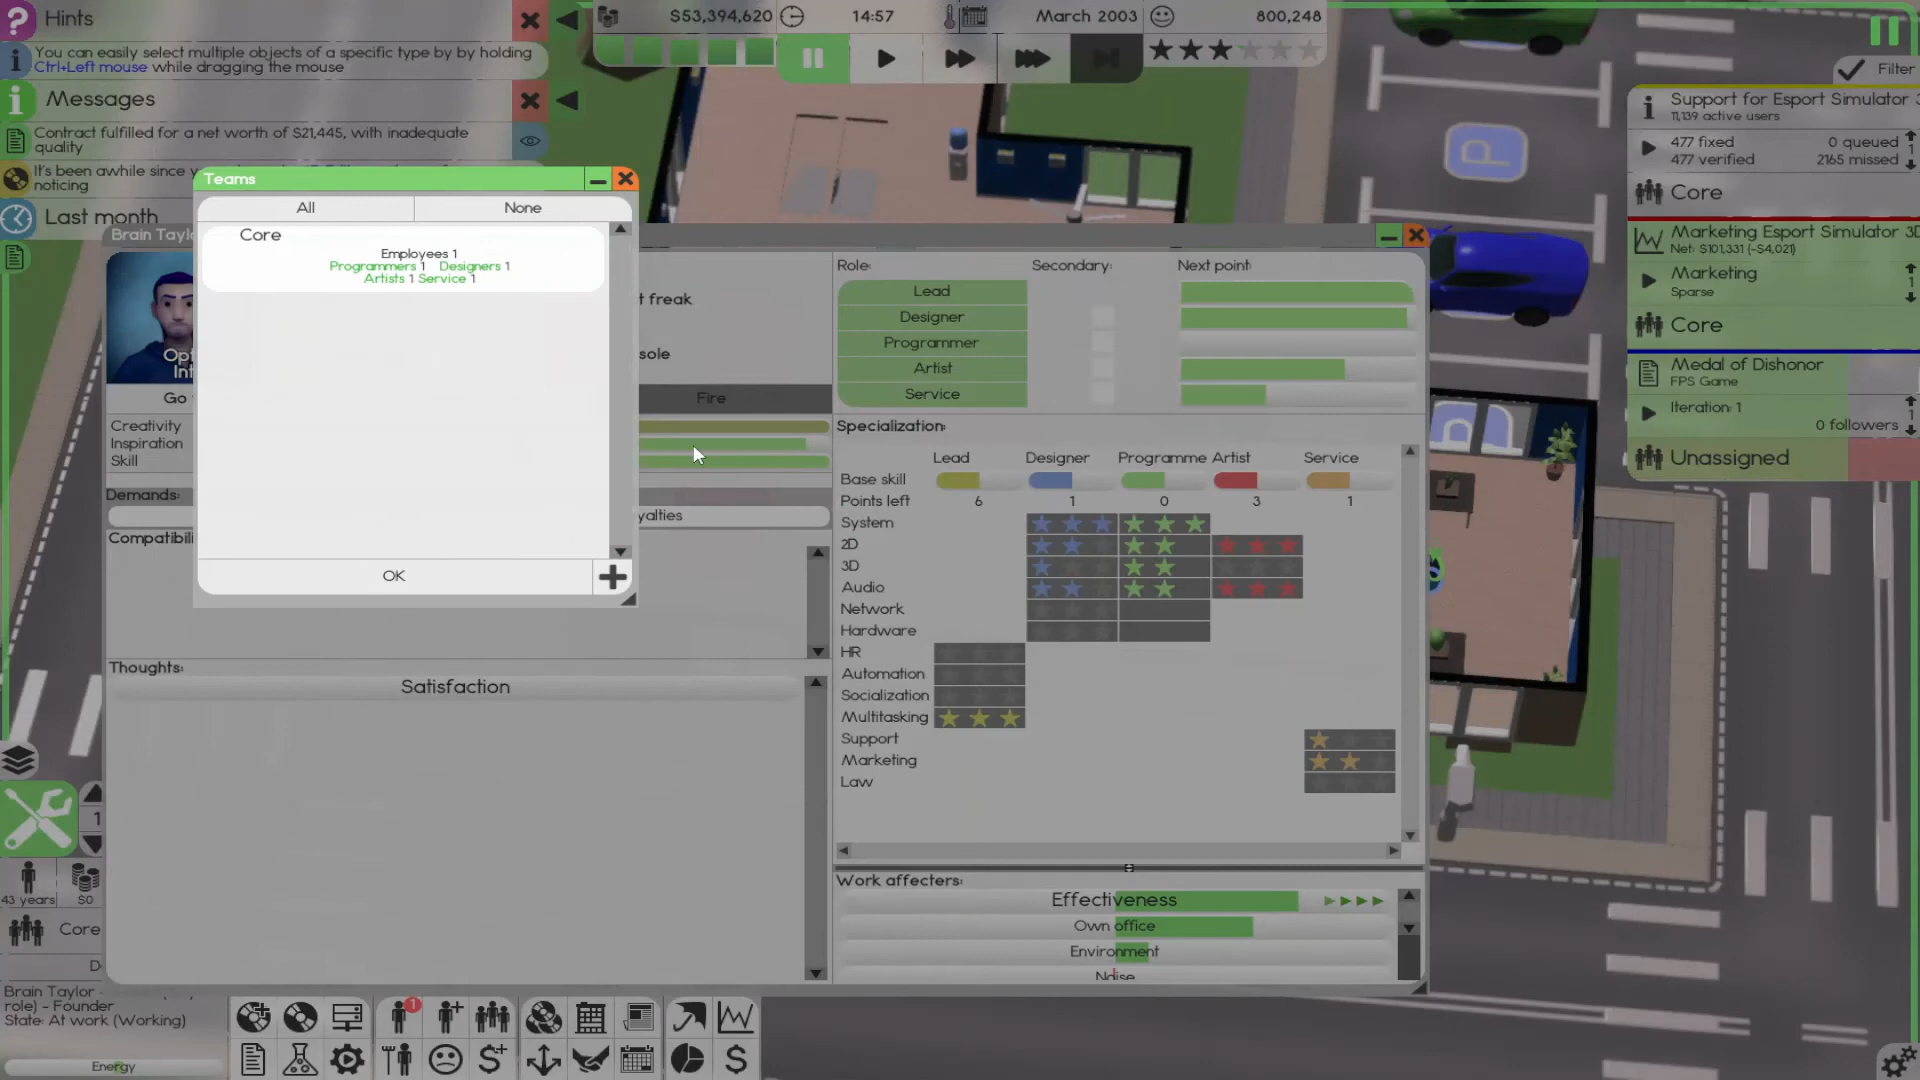 Hints
You can easily select multiple objects of a specific type by by holding
Ctrl+Left mouse while dragging the mouse
Messages
Contract fulfilled for a net worth of $21,445, with inadequate
quality
It's been awhile since
noticing
Last month
$53,394,620
14:57
March 2003
800,248
Filter
Support for Esport Simulator
11,139 active users
477 fixed
0 queued
477 verified
2165 missed
1
Core
Marketing Esport Simulator 3D
Net: $101,331 (-$4,021)
Marketing
Sparse
1
Core
Medal of Dishonor
FPS Game
Iteration: 1
1
0 followers
Unassigned
Teams
All
None
Core
Employees 1
Programmers 1 Designers 1
Artists 1 Service 1
OK
Brain Taylo
t freak
sole
Go
Fire
Creativity
Inspiration
Skill
Demands:
yalties
Compatibili
Thoughts:
Satisfaction
Role:
Secondary:
Next point:
Lead
Designer
Programmer
Artist
Service
Specialization:
Lead
Designer
Programme
Artist
Service
Base skill
Points left
6
1
0
3
1
System
2D
3D
Audio
Network
Hardware
HR
Automation
Socialization
Multitasking
Support
Marketing
Law
Work affecters:
Effectiveness
Own office
Environment
Noise
1
43 years
$0
Core
D
Brain Taylor -
role) - Founder
State: At work (Working)
Energy
1
P